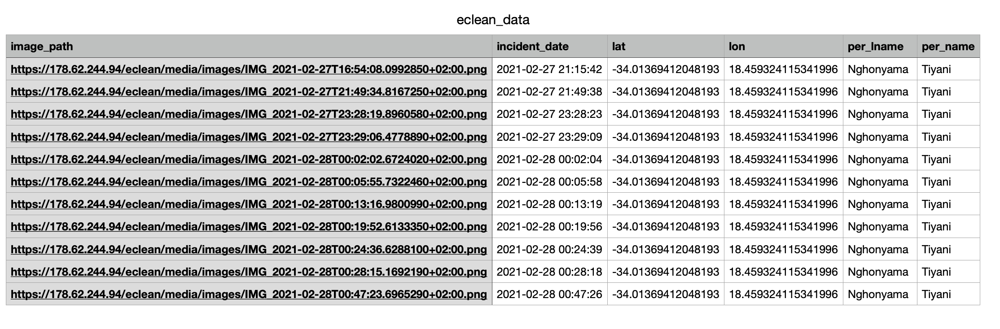 eclean_data
image_path incident_date lat lon per_lname per_name
https://178.62.244.94/eclean/media/images/IMG_2021-02-27T16:54:08.0992850+02:00.png 2021-02-27 21:15:42 -34.01369412048193 18.459324115341996 Nghonyama Tiyani
https://178.62.244.94/eclean/media/images/IMG_2021-02-27T21:49:34.8167250+02:00.png 2021-02-27 21:49:38 -34.01369412048193 18.459324115341996 Nghonyama Tiyani
https://178.62.244.94/eclean/media/images/IMG_2021-02-27T23:28:19.8960580+02:00.png 2021-02-27 23:28:23 -34.01369412048193 18.459324115341996 Nghonyama Tiyani
https://178.62.244.94/eclean/media/images/IMG_2021-02-27T23:29:06.4778890+02:00.png 2021-02-27 23:29:09 -34.01369412048193 18.459324115341996 Nghonyama Tiyani
https://178.62.244.94/eclean/media/images/IMG_2021-02-28T00:02:02.6724020+02:00.png 2021-02-28 00:02:04 -34.01369412048193 18.459324115341996 Nghonyama Tiyani
https://178.62.244.94/eclean/media/images/IMG_2021-02-28T00:05:55.7322460+02:00.png 2021-02-28 00:05:58 -34.01369412048193 18.459324115341996 Nghonyama Tiyani
https://178.62.244.94/eclean/media/images/IMG_2021-02-28T00:13:16.9800990+02:00.png 2021-02-28 00:13:19 -34.01369412048193 18.459324115341996 Nghonyama Tiyani
https://178.62.244.94/eclean/media/images/IMG_2021-02-28T00:19:52.6133350+02:00.png 2021-02-28 00:19:56 -34.01369412048193 18.459324115341996 Nghonyama Tiyani
https://178.62.244.94/eclean/media/images/IMG_2021-02-28T00:24:36.6288100+02:00.png 2021-02-28 00:24:39 -34.01369412048193 18.459324115341996 Nghonyama Tiyani
https://178.62.244.94/eclean/media/images/IMG_2021-02-28T00:28:15.1692190+02:00.png 2021-02-28 00:28:18 -34.01369412048193 18.459324115341996 Nghonyama Tiyani
https://178.62.244.94/eclean/media/images/IMG_2021-02-28T00:47:23.6965290+02:00.png 2021-02-28 00:47:26 -34.01369412048193 18.459324115341996 Nghonyama Tiyani